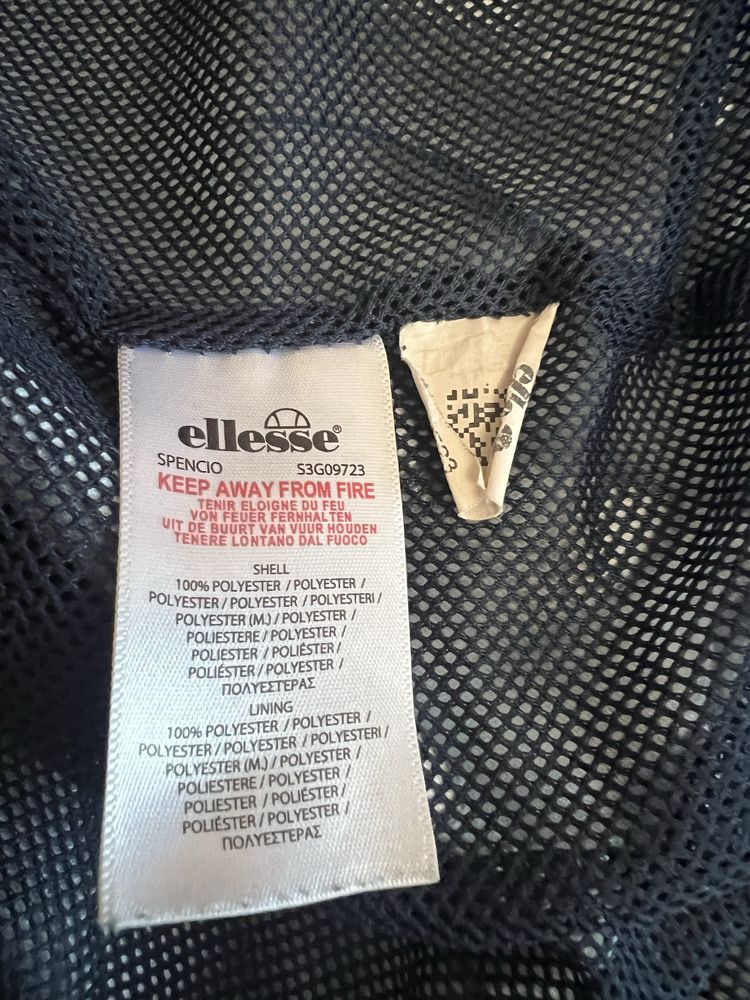 ellesse®
SPENCIO S3G09723
KEEP AWAY FROM FIRE
TENIR ELOIGNE DU FEU
VON FEUER FERNHALTEN
UIT DE BUURT VAN VUUR HOUDEN
TENERE LONTANO DAL FUOCO
SHELL
100% POLYESTER / POLYESTER /
POLYESTER / POLYESTER / POLYESTERI /
POLYESTER (M.) / POLYESTER /
POLIESTERE / POLIESTER /
POLIESTER / POLIÉSTER /
POLIÉSTER / POLYESTER /
ΠΟΛΥΕΣΤΕΡΑΣ
LINING
100% POLYESTER / POLYESTER /
POLYESTER / POLYESTER / POLYESTERI /
POLYESTER (M.) / POLYESTER /
POLIESTERE / POLIESTER /
POLIESTER / POLIÉSTER /
POLIÉSTER / POLYESTER /
ΠΟΛΥΕΣΤΕΡΑΣ